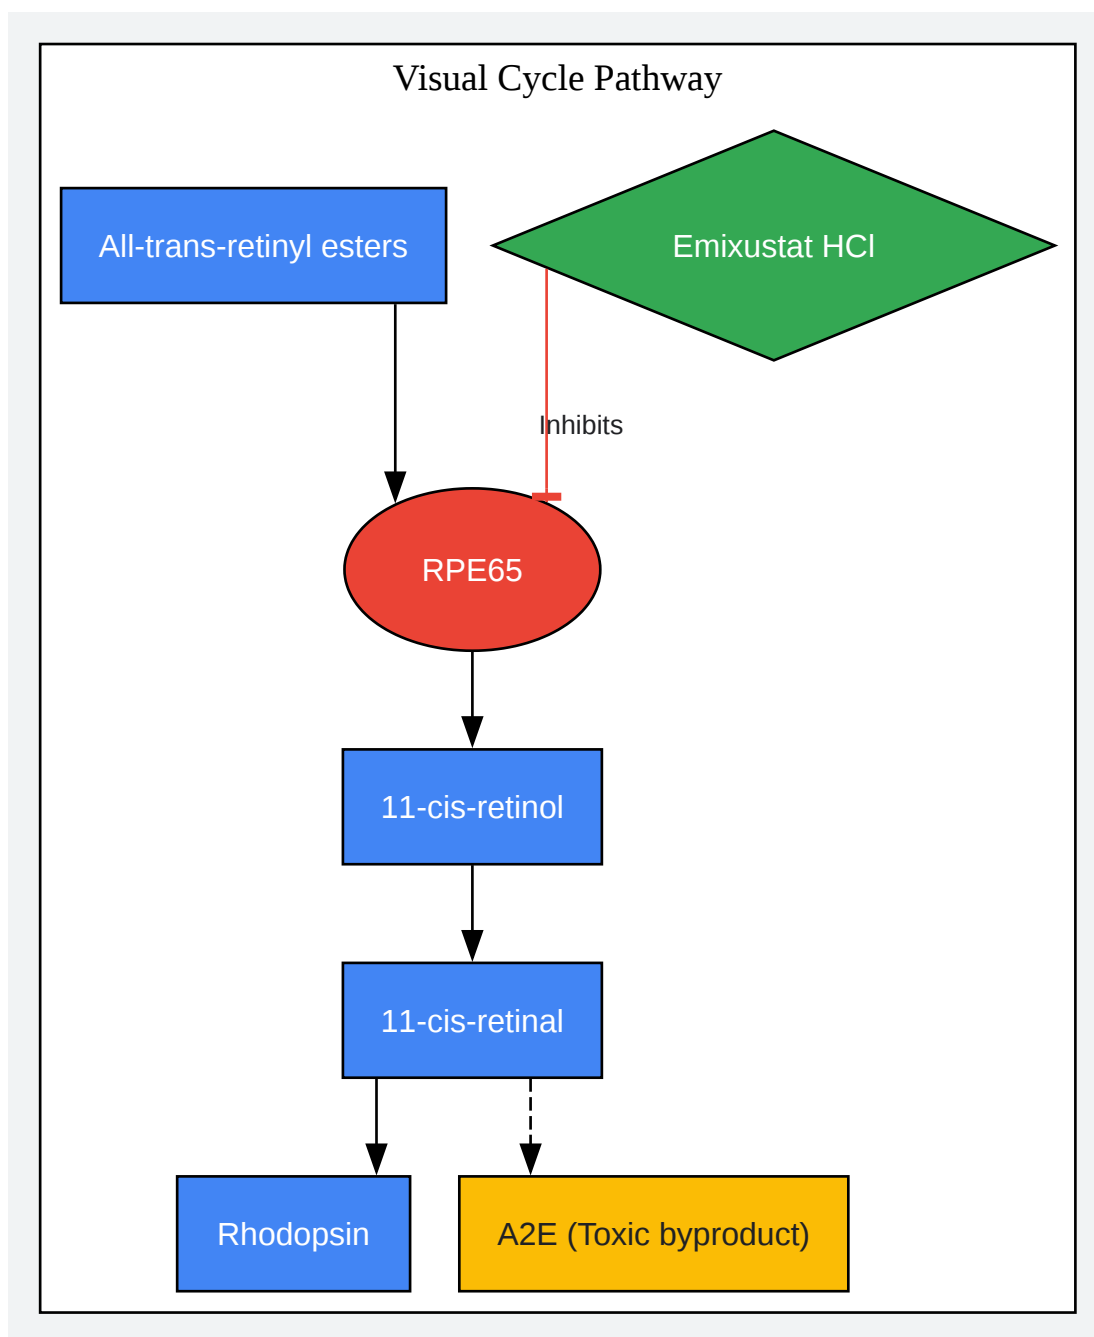 Visual Cycle Pathway
All-trans-retinyl esters
Emixustat HCl
Inhibits
RPE65
11-cis-retinol
11-cis-retinal
Rhodopsin
A2E (Toxic byproduct)